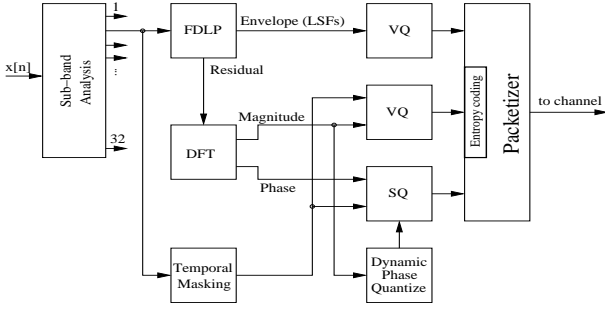 1
FDLP
Envelope (LSFs)
VQ
x[n]
Sub-band
Analysis
...
Residual
Magnitude
VQ
Entropy coding
Packetizer
to channel
32
DFT
Phase
SQ
Temporal
Masking
Dynamic
Phase
Quantize